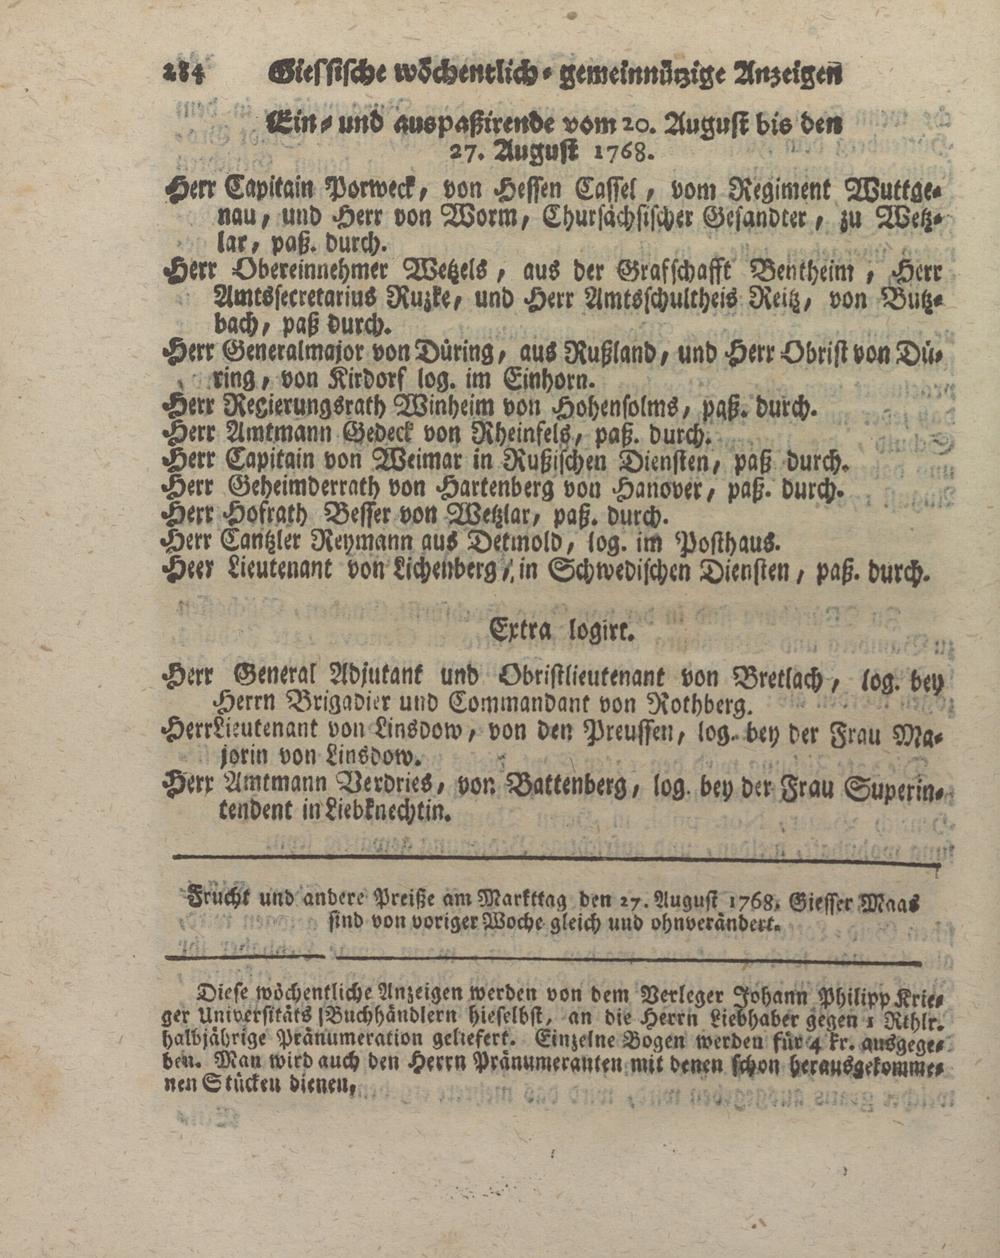 284 Giessische wöchentlich-gemeinnützige Anzeigen
Ein- und auspaßirende vom 20. August bis den
27. August 1768.
Herr Capitain Porweck, von Hessen Cassel, vom Regiment Wuttge-
nau, und Herr von Worm, Chursächsischer Gesandter, zu Wetz-
lar, paß. durch.
Herr Obereinnehmer Wetzels, aus der Grafschafft Bentheim, Herr
Amtssecretarius Ruzke, und Herr Amtsschultheis Reitz, von Butz-
bach, paß durch.
Herr Generalmajor von Düring, aus Rußland, und Herr Obrist von Dü-
ring, von Kirdorf log. im Einhorn.
Herr Regierungsrath Winheim von Hohensolms, paß. durch.
Herr Amtmann Gedeck von Rheinfels, paß. durch.
Herr Capitain von Weimar in Rußischen Diensten, paß durch.
Herr Geheimderrath von Hartenberg von Hanover, paß. durch.
Herr Hofrath Besser von Wetzlar, paß. durch.
Herr Cantzler Reymann aus Detmold, log. im Posthaus.
Heer Lieutenant von Lichenberg, in Schwedischen Diensten, paß. durch.
Extra logirt.
Herr General Adjutant und Obristlieutenant von Bretlach, log. bey
Herrn Brigadier und Commandant von Rothberg.
Herr Lieutenant von Linsdow, von den Preussen, log. bey der Frau Ma-
jorin von Linsdow.
Herr Amtmann Verdries, von Battenberg, log. bey der Frau Superin-
tendent in Liebknechtin.
Frucht und andere Preiße am Markttag den 27. August 1768. Giesser Maas
sind von voriger Woche gleich und ohnverändert.
Diese wöchentliche Anzeigen werden von dem Verleger Johann Philipp Krie-
ger Universitäts Buchhändlern hieselbst, an die Herrn Liebhaber gegen 1 Rthlr.
halbjährige Pränumeration geliefert. Einzelne Bogen werden für 4 kr. ausgege-
ben. Man wird auch den Herrn Pränumeranten mit denen schon herausgekomme-
nen Stücken dienen,